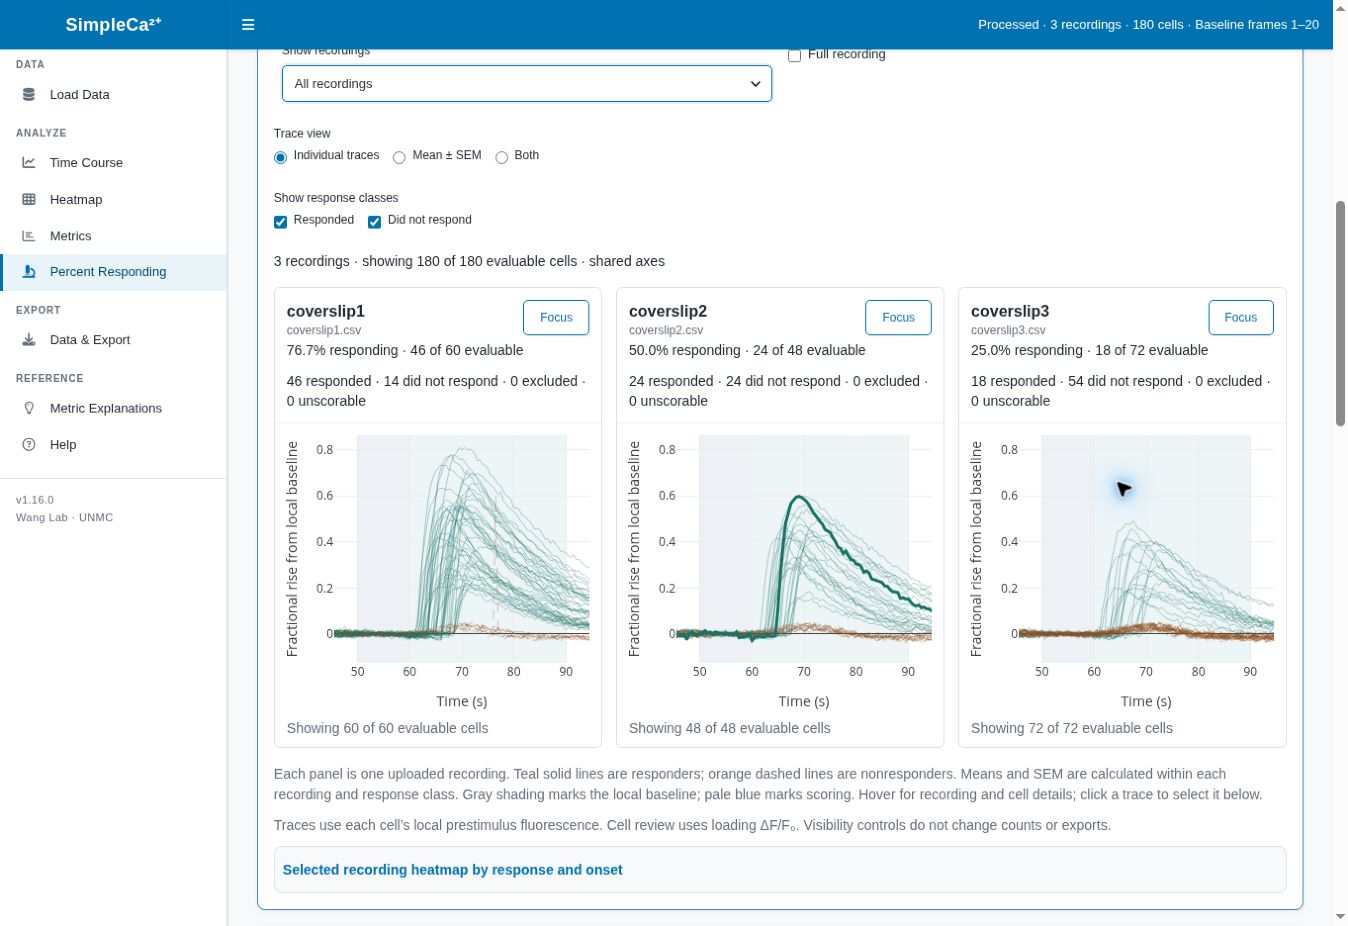 SimpleCa²⁺
Processed · 3 recordings · 180 cells · Baseline frames 1–20
DATA
Load Data
ANALYZE
Time Course
Heatmap
Metrics
Percent Responding
EXPORT
Data & Export
REFERENCE
Metric Explanations
Help
v1.16.0
Wang Lab · UNMC
Show recordings
All recordings
Full recording
Trace view
Individual traces
Mean ± SEM
Both
Show response classes
Responded
Did not respond
3 recordings · showing 180 of 180 evaluable cells · shared axes
coverslip1
Focus
coverslip1.csv
76.7% responding · 46 of 60 evaluable
46 responded · 14 did not respond · 0 excluded ·
0 unscorable
Fractional rise from local baseline
0.8
0.6
0.4
0.2
0
50 60 70 80 90
Time (s)
Showing 60 of 60 evaluable cells
coverslip2
Focus
coverslip2.csv
50.0% responding · 24 of 48 evaluable
24 responded · 24 did not respond · 0 excluded ·
0 unscorable
Fractional rise from local baseline
0.8
0.6
0.4
0.2
0
50 60 70 80 90
Time (s)
Showing 48 of 48 evaluable cells
coverslip3
Focus
coverslip3.csv
25.0% responding · 18 of 72 evaluable
18 responded · 54 did not respond · 0 excluded ·
0 unscorable
Fractional rise from local baseline
0.8
0.6
0.4
0.2
0
50 60 70 80 90
Time (s)
Showing 72 of 72 evaluable cells
Each panel is one uploaded recording. Teal solid lines are responders; orange dashed lines are nonresponders. Means and SEM are calculated within each
recording and response class. Gray shading marks the local baseline; pale blue marks scoring. Hover for recording and cell details; click a trace to select it below.
Traces use each cell’s local prestimulus fluorescence. Cell review uses loading ΔF/F₀. Visibility controls do not change counts or exports.
Selected recording heatmap by response and onset